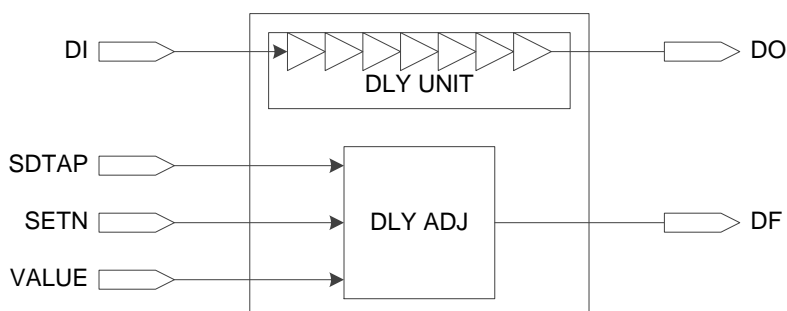 DI
DO
DLY UNIT
SDTAP
SETN
DLY ADJ
DF
VALUE